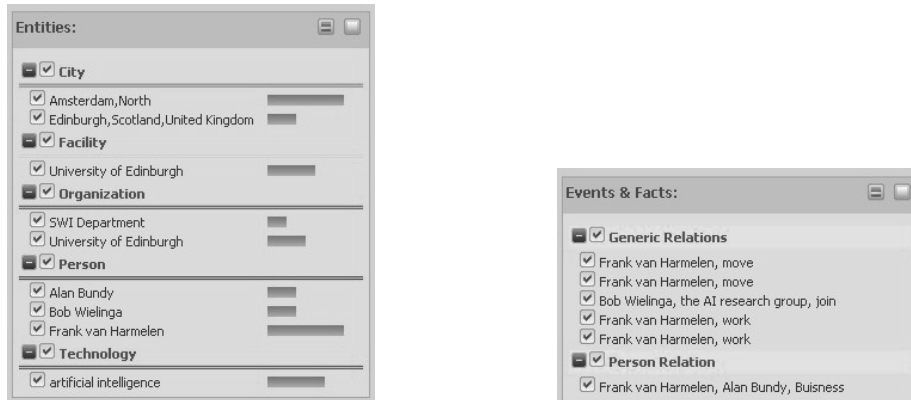 Entities:
City
Amsterdam,North
Edinburgh,Scotland,United Kingdom
Facility
University of Edinburgh
Organization
SWI Department
University of Edinburgh
Person
Alan Bundy
Bob Wielinga
Frank van Harmelen
Technology
artificial intelligence
Events & Facts:
Generic Relations
Frank van Harmelen, move
Frank van Harmelen, move
Bob Wielinga, the AI research group, join
Frank van Harmelen, work
Frank van Harmelen, work
Person Relation
Frank van Harmelen, Alan Bundy, Buisness